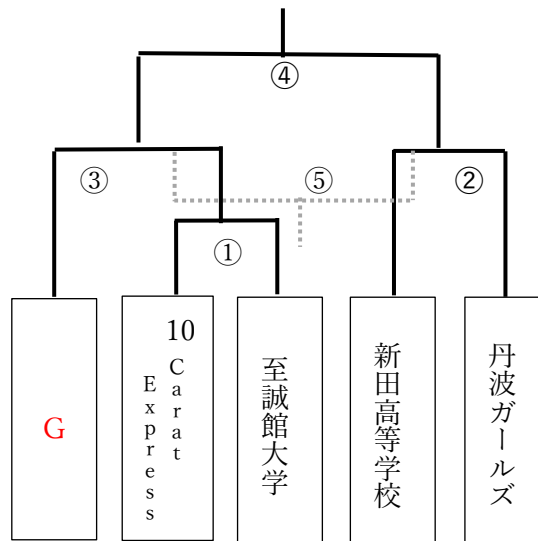 ④
③
⑤
②
①
G
10
Carat
Express
至誠館大学
新田高等学校
丹波ガールズ